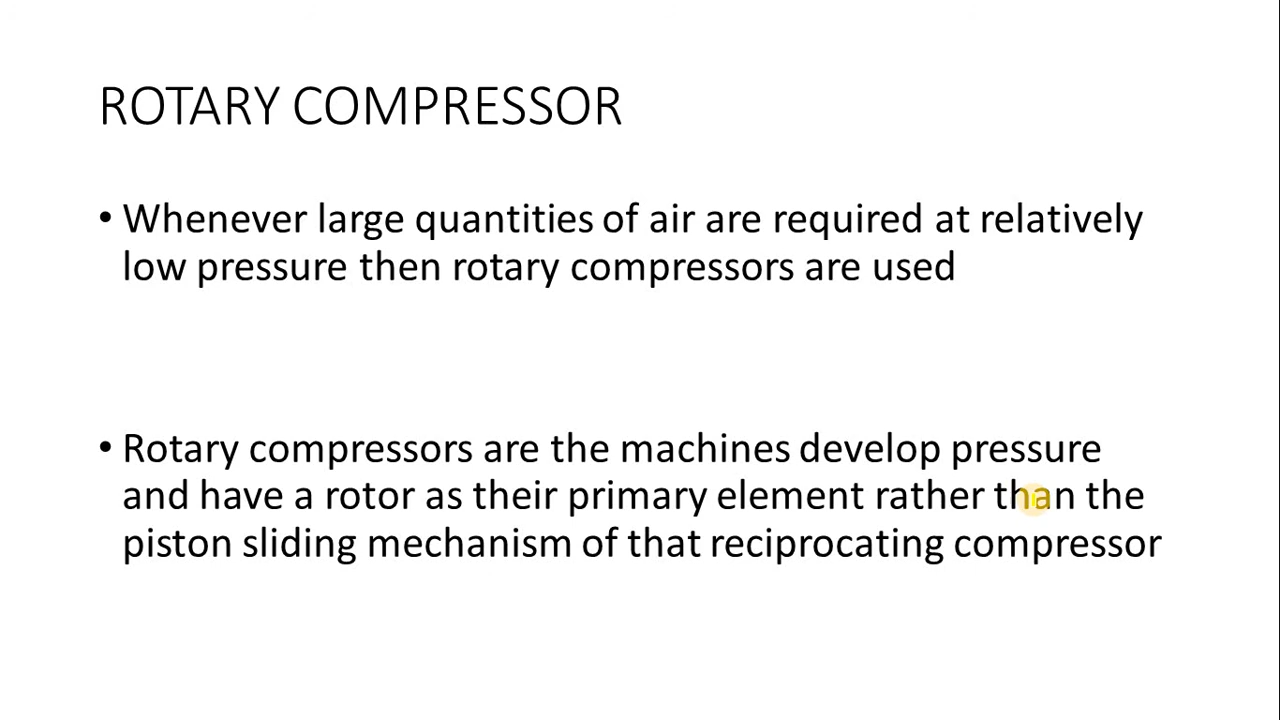 ROTARY COMPRESSOR
• Whenever large quantities of air are required at relatively
low pressure then rotary compressors are used
• Rotary compressors are the machines develop pressure
and have a rotor as their primary element rather than the
piston sliding mechanism of that reciprocating compressor